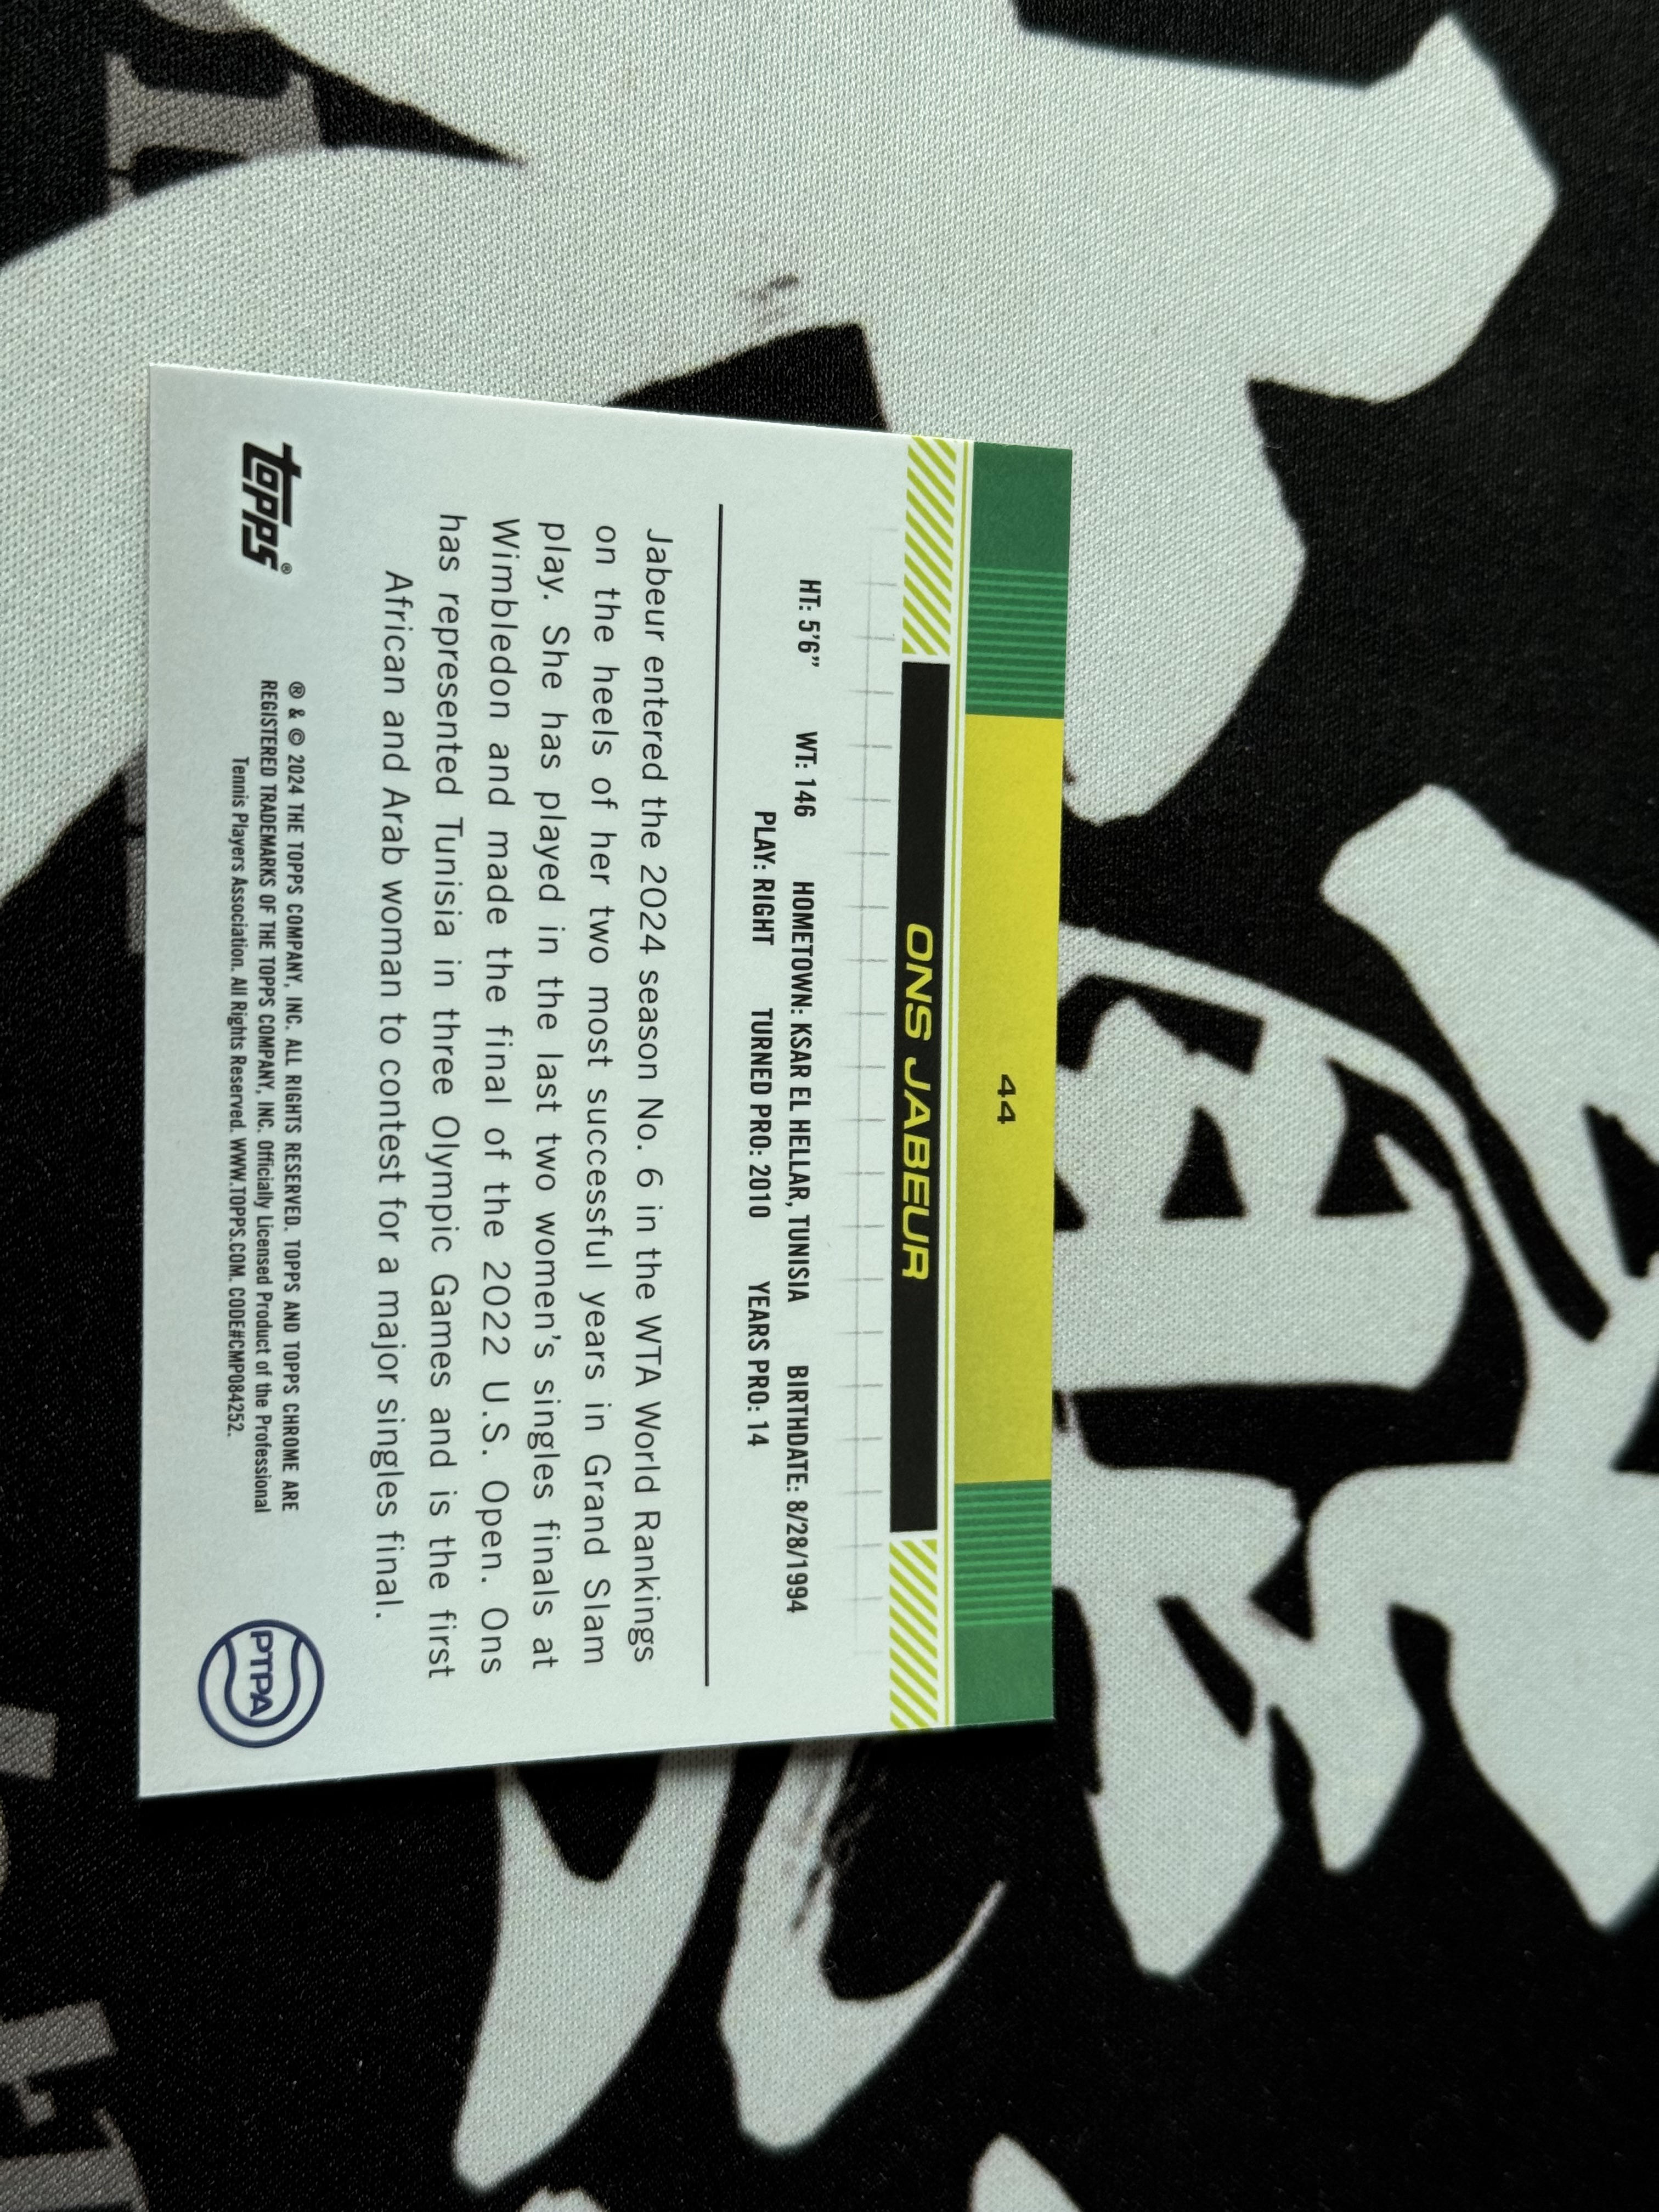 44
ONS JABEUR
HT: 5'6" WT: 146 HOMETOWN: KSAR EL HELLAR, TUNISIA BIRTHDATE: 8/28/1994
PLAY: RIGHT TURNED PRO: 2010 YEARS PRO: 14
Jabeur entered the 2024 season No. 6 in the WTA World Rankings
on the heels of her two most successful years in Grand Slam
play. She has played in the last two women's singles finals at
Wimbledon and made the final of the 2022 U.S. Open. Ons
has represented Tunisia in three Olympic Games and is the first
African and Arab woman to contest for a major singles final.
topps®
® & © 2024 THE TOPPS COMPANY, INC. ALL RIGHTS RESERVED. TOPPS AND TOPPS CHROME ARE
REGISTERED TRADEMARKS OF THE TOPPS COMPANY, INC. Officially Licensed Product of the Professional
Tennis Players Association. All Rights Reserved. WWW.TOPPS.COM. CODE#CMP084252.
PTPA